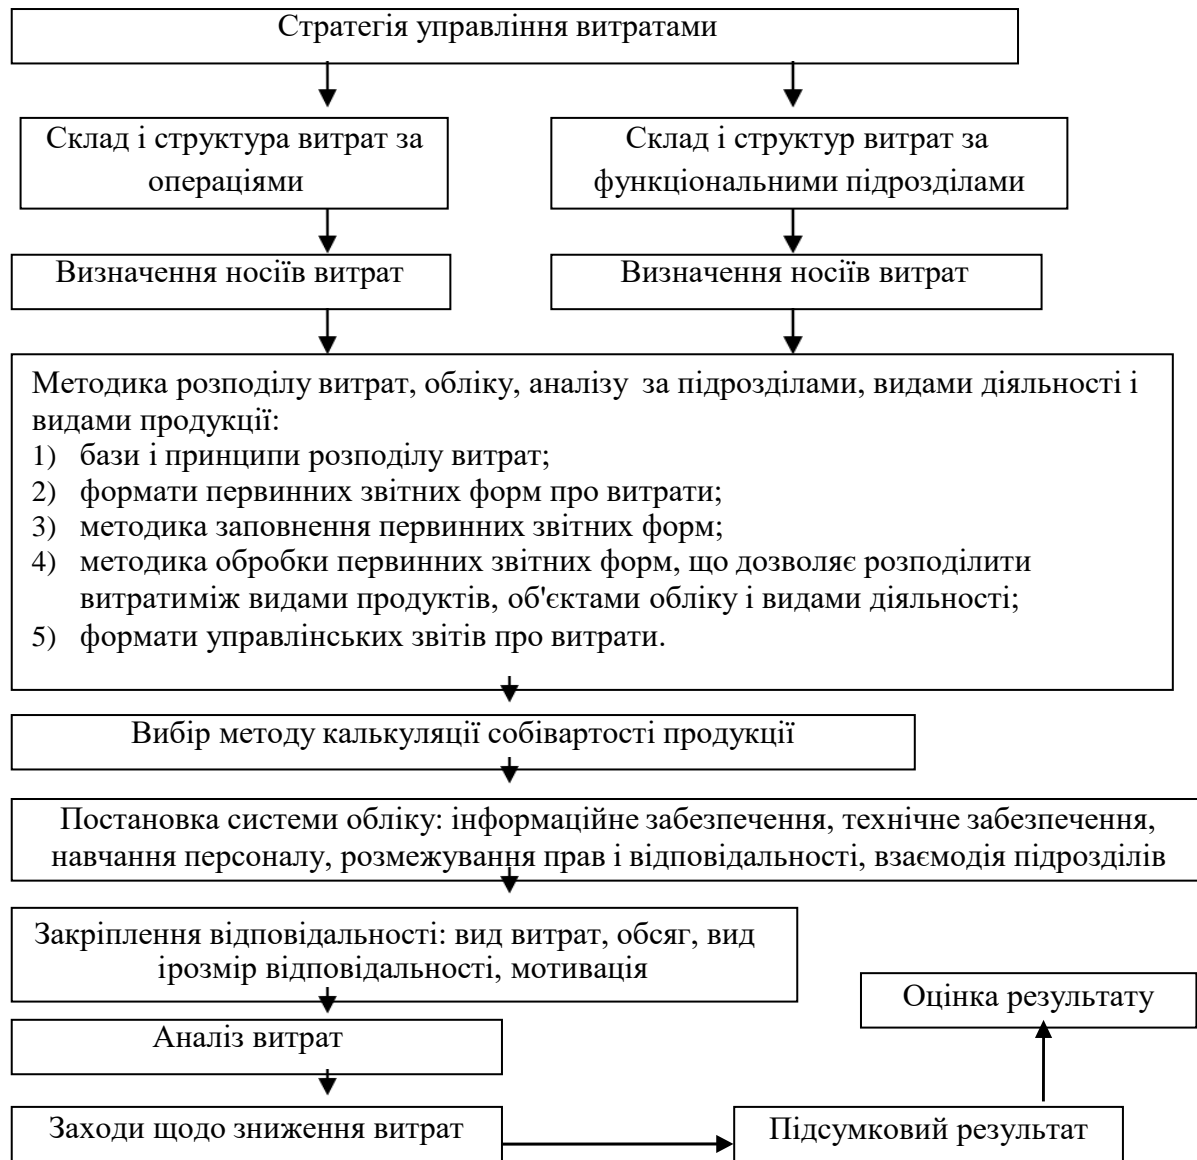 Стратегія управління витратами
Склад і структура витрат за
операціями
Склад і структур витрат за
функціональними підрозділами
Визначення носіїв витрат
Визначення носіїв витрат
Методика розподілу витрат, обліку, аналізу за підрозділами, видами діяльності і
видами продукції:
1) бази і принципи розподілу витрат;
2) формати первинних звітних форм про витрати;
3) методика заповнення первинних звітних форм;
4) методика обробки первинних звітних форм, що дозволяє розподілити
витратиміж видами продуктів, об'єктами обліку і видами діяльності;
5) формати управлінських звітів про витрати.
Вибір методу калькуляції собівартості продукції
Постановка системи обліку: інформаційне забезпечення, технічне забезпечення,
навчання персоналу, розмежування прав і відповідальності, взаємодія підрозділів
Закріплення відповідальності: вид витрат, обсяг, вид
ірозмір відповідальності, мотивація
Оцінка результату
Аналіз витрат
Заходи щодо зниження витрат
Підсумковий результат